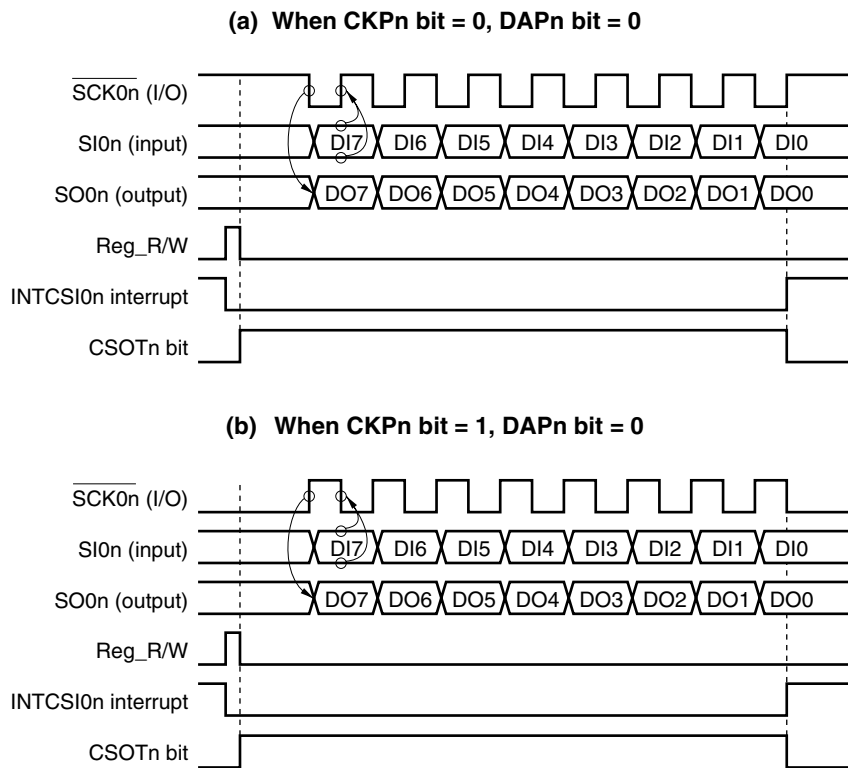 (a) When CKPn bit = 0, DAPn bit = 0
SCK0n (I/O)
SI0n (input) DI7 DI6 DI5 DI4 DI3 DI2 DI1 DI0
SO0n (output) DO7 DO6 DO5 DO4 DO3 DO2 DO1 DO0
Reg_R/W
INTCSI0n interrupt
CSOTn bit
(b) When CKPn bit = 1, DAPn bit = 0
SCK0n (I/O)
SI0n (input) DI7 DI6 DI5 DI4 DI3 DI2 DI1 DI0
SO0n (output) DO7 DO6 DO5 DO4 DO3 DO2 DO1 DO0
Reg_R/W
INTCSI0n interrupt
CSOTn bit